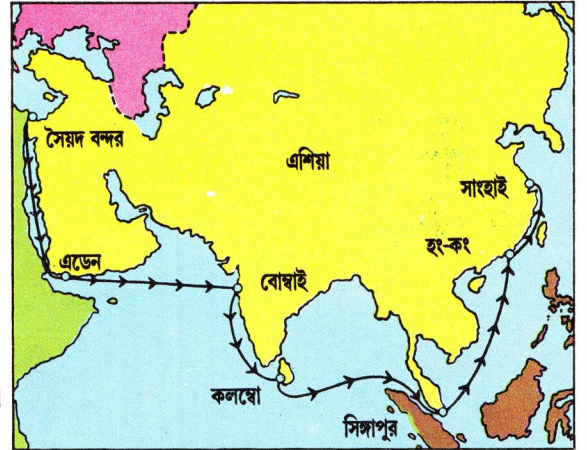 সৈয়দ বন্দর
এশিয়া
সাংহাই
হং-কং
এডেন
বোম্বাই
কলম্বো
সিঙ্গাপুর